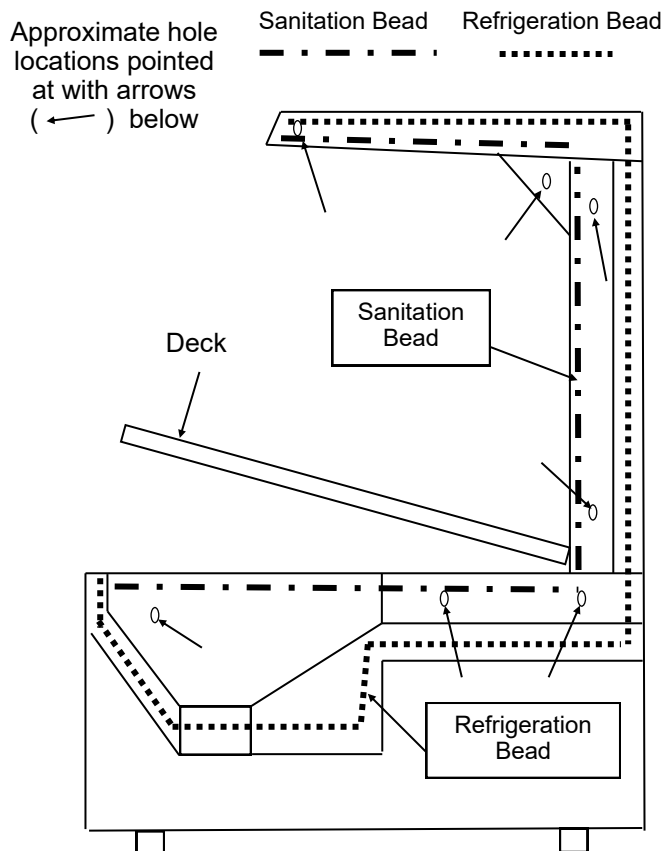 Approximate hole
locations pointed
at with arrows
( ) below
Sanitation Bead
Refrigeration Bead
Sanitation
Bead
Deck
Refrigeration
Bead